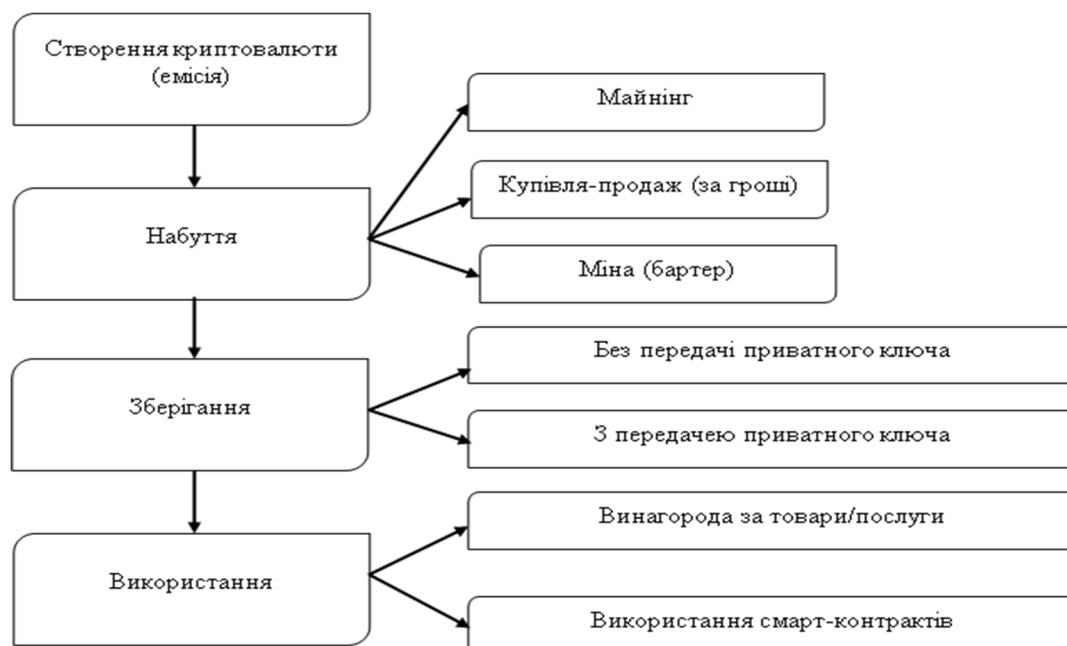 Створення криптовалюти
(емісія)
Майнінг
Купівля-продаж (за гроші)
Набуття
Міна (бартер)
Без передачі приватного ключа
Зберігання
З передачею приватного ключа
Винагорода за товари/послуги
Використання
Використання смарт-контрактів